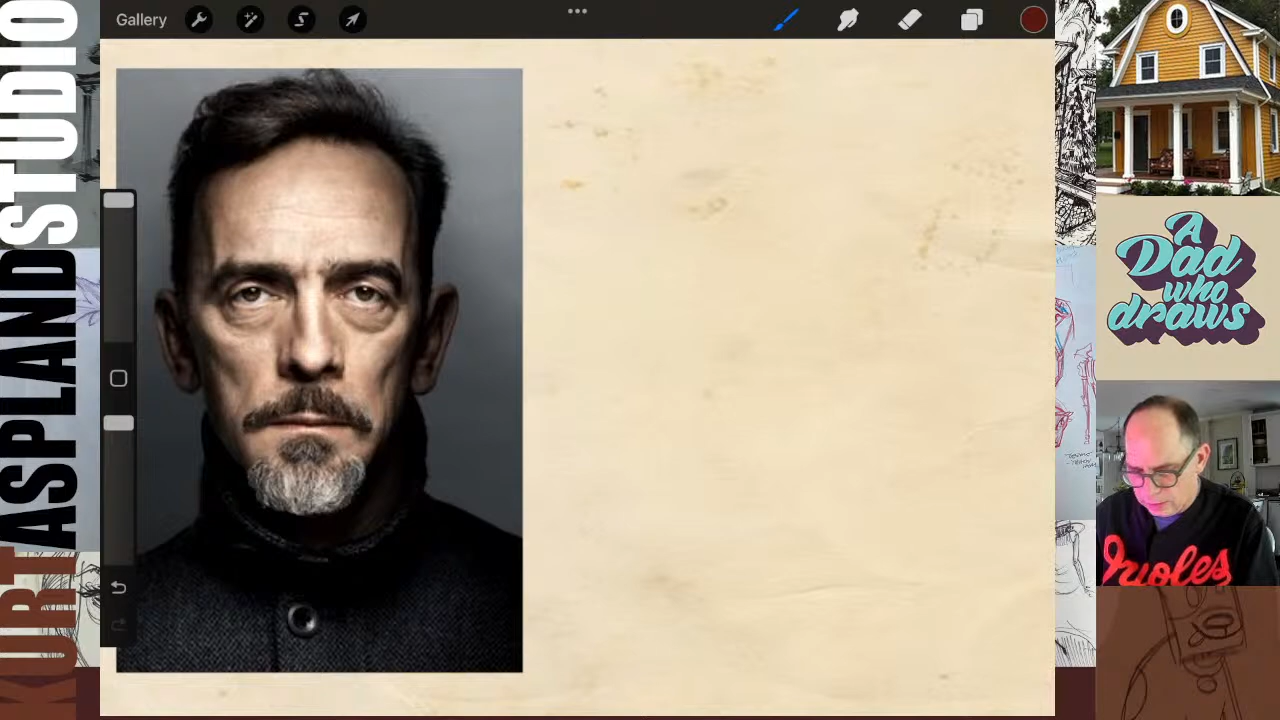 KURT ASPLAND STUDIO
Gallery
A
Dad
who
draws
Orioles